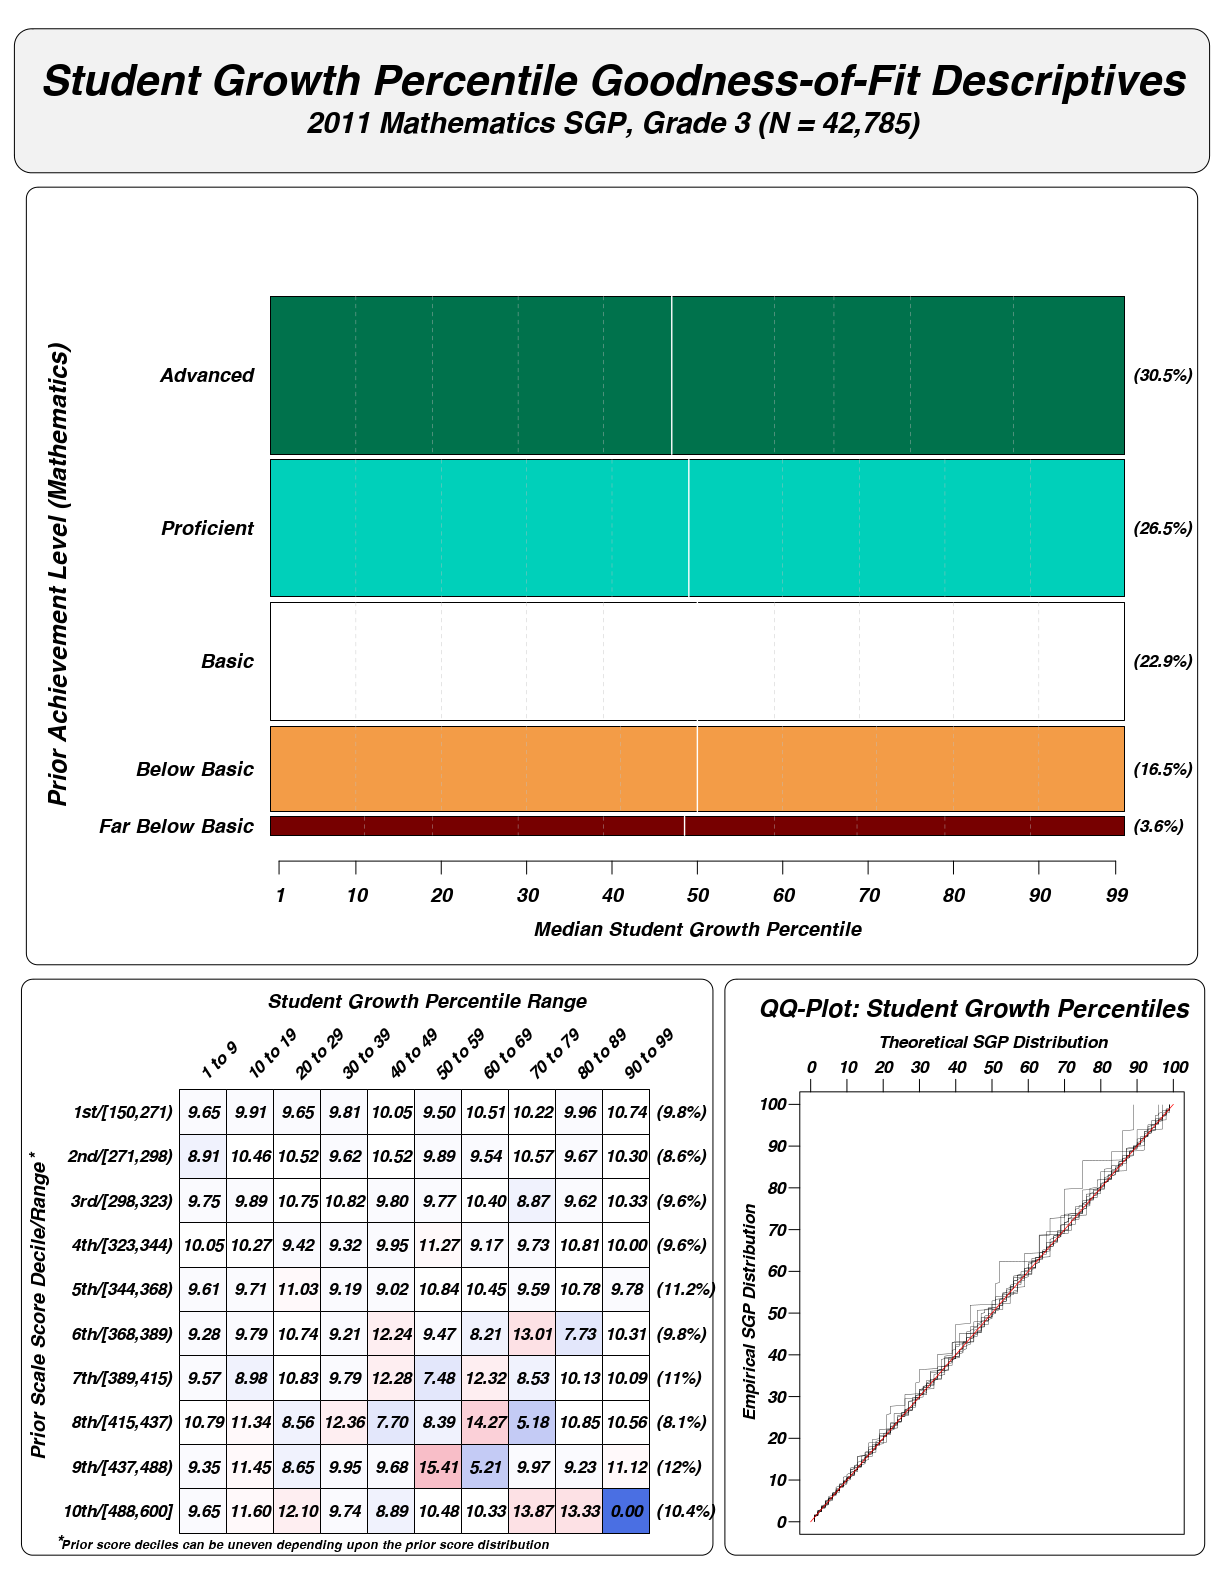 Student Growth Percentile Goodness-of-Fit Descriptives
2011 Mathematics SGP, Grade 3 (N = 42,785)
Prior Achievement Level (Mathematics)
Advanced (30.5%)
Proficient (26.5%)
Basic (22.9%)
Below Basic (16.5%)
Far Below Basic (3.6%)
1 10 20 30 40 50 60 70 80 90 99
Median Student Growth Percentile
Student Growth Percentile Range
1 to 9 10 to 19 20 to 29 30 to 39 40 to 49 50 to 59 60 to 69 70 to 79 80 to 89 90 to 99
Prior Scale Score Decile/Range*
1st/[150,271) 9.65 9.91 9.65 9.81 10.05 9.50 10.51 10.22 9.96 10.74 (9.8%)
2nd/[271,298) 8.91 10.46 10.52 9.62 10.52 9.89 9.54 10.57 9.67 10.30 (8.6%)
3rd/[298,323) 9.75 9.89 10.75 10.82 9.80 9.77 10.40 8.87 9.62 10.33 (9.6%)
4th/[323,344) 10.05 10.27 9.42 9.32 9.95 11.27 9.17 9.73 10.81 10.00 (9.6%)
5th/[344,368) 9.61 9.71 11.03 9.19 9.02 10.84 10.45 9.59 10.78 9.78 (11.2%)
6th/[368,389) 9.28 9.79 10.74 9.21 12.24 9.47 8.21 13.01 7.73 10.31 (9.8%)
7th/[389,415) 9.57 8.98 10.83 9.79 12.28 7.48 12.32 8.53 10.13 10.09 (11%)
8th/[415,437) 10.79 11.34 8.56 12.36 7.70 8.39 14.27 5.18 10.85 10.56 (8.1%)
9th/[437,488) 9.35 11.45 8.65 9.95 9.68 15.41 5.21 9.97 9.23 11.12 (12%)
10th/[488,600] 9.65 11.60 12.10 9.74 8.89 10.48 10.33 13.87 13.33 0.00 (10.4%)
*Prior score deciles can be uneven depending upon the prior score distribution
QQ-Plot: Student Growth Percentiles
Theoretical SGP Distribution
0 10 20 30 40 50 60 70 80 90 100
Empirical SGP Distribution
100
90
80
70
60
50
40
30
20
10
0